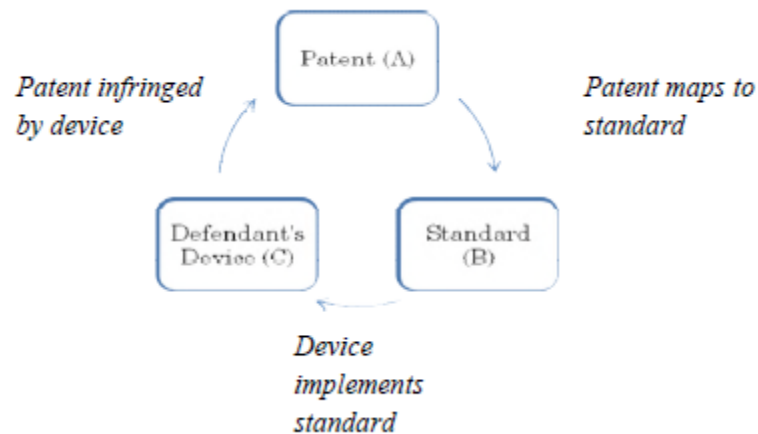 Patent (A)
Patent infringed
by device
Patent maps to
standard
Defendant's
Device (C)
Standard
(B)
Device
implements
standard